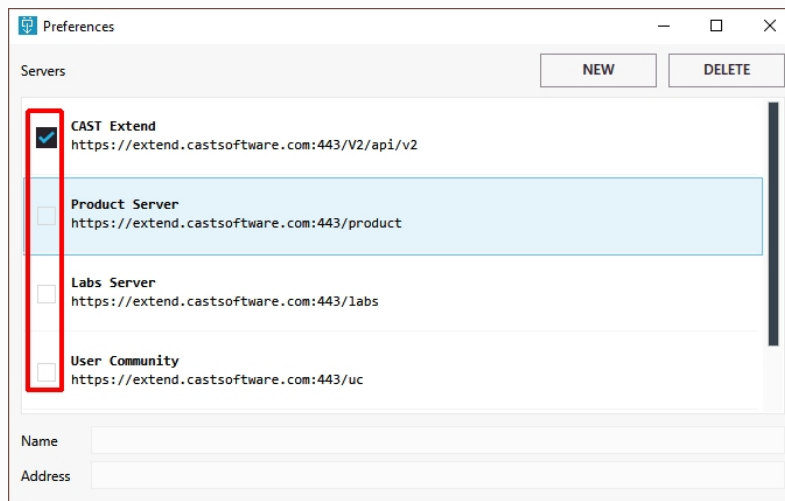 Preferences
Servers
NEW
DELETE
CAST Extend
https://extend.castsoftware.com:443/V2/api/v2
Product Server
https://extend.castsoftware.com:443/product
Labs Server
https://extend.castsoftware.com:443/labs
User Community
https://extend.castsoftware.com:443/uc
Name
Address